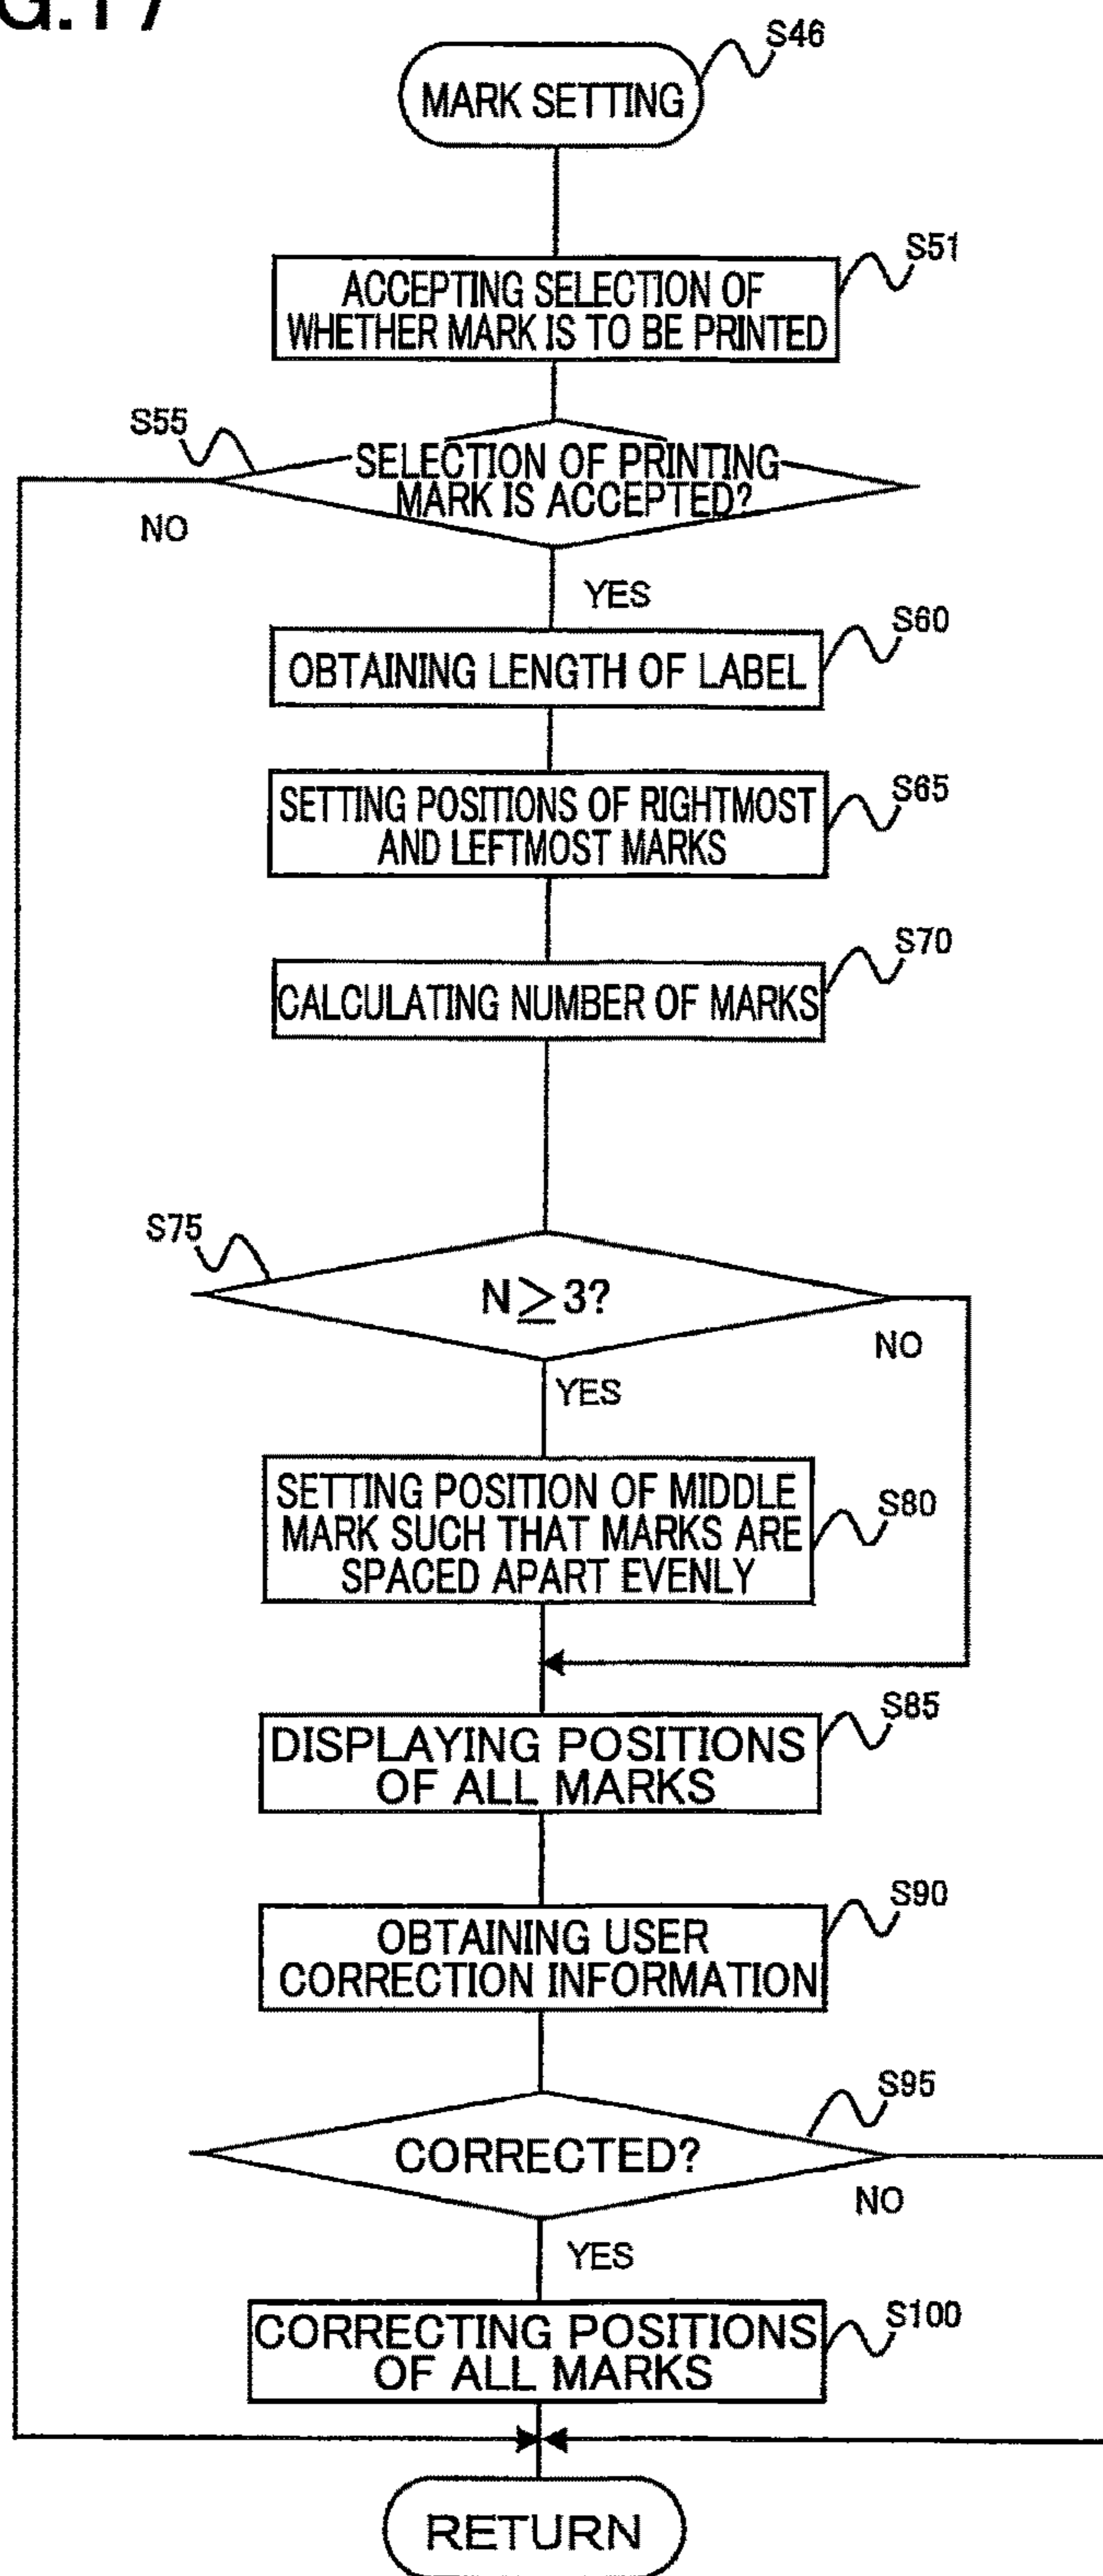 G.17
S46
MARK SETTING
S51
ACCEPTING SELECTION OF
WHETHER MARK IS TO BE PRINTED
S55
SELECTION OF PRINTING
MARK IS ACCEPTED?
NO
YES
S60
OBTAINING LENGTH OF LABEL
S65
SETTING POSITIONS OF RIGHTMOST
AND LEFTMOST MARKS
S70
CALCULATING NUMBER OF MARKS
S75
N≧3?
NO
YES
SETTING POSITION OF MIDDLE
MARK SUCH THAT MARKS ARE
SPACED APART EVENLY
S80
S85
DISPLAYING POSITIONS
OF ALL MARKS
S90
OBTAINING USER
CORRECTION INFORMATION
S95
CORRECTED?
NO
YES
S100
CORRECTING POSITIONS
OF ALL MARKS
RETURN